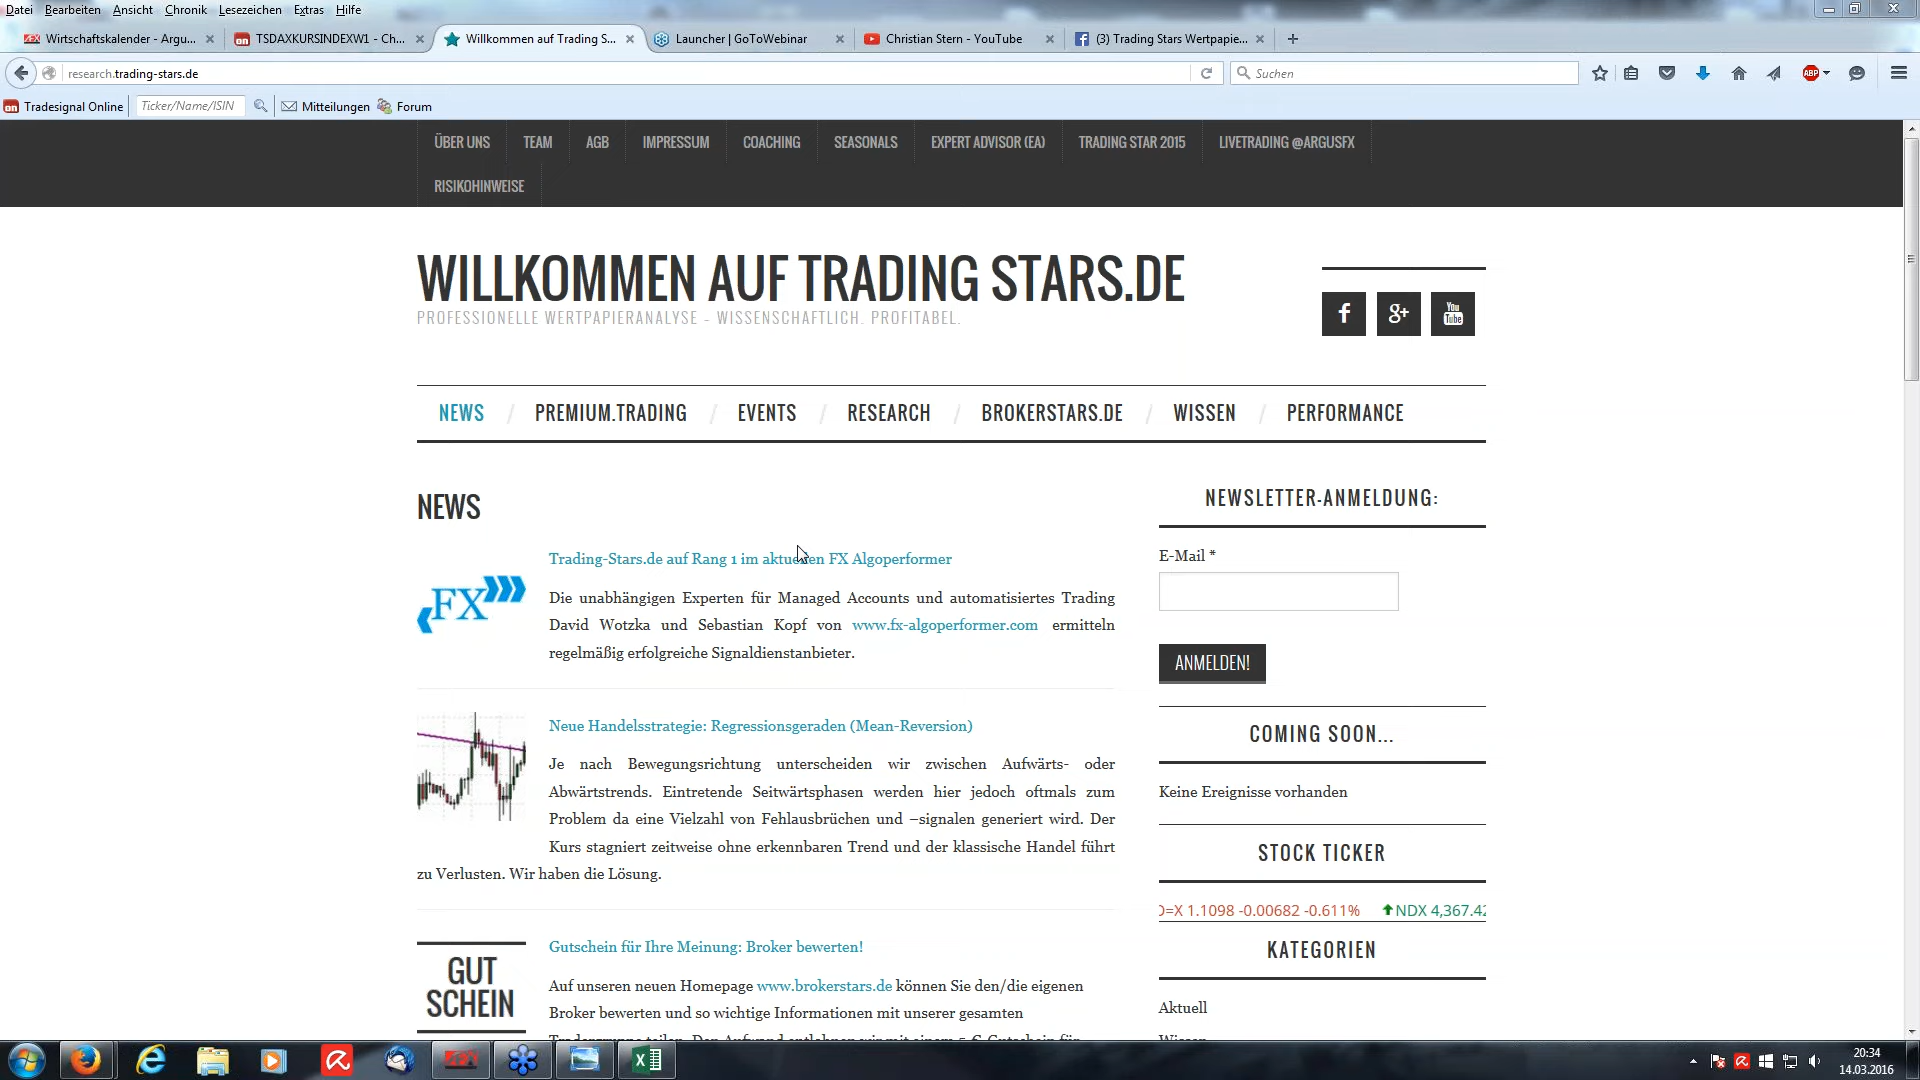 Datei Bearbeiten Ansicht Chronik Lesezeichen Extras Hilfe
Wirtschaftskalender - Argu... TSDAXKURSINDEXW1 - Ch... Willkommen auf Trading S... Launcher | GoToWebinar Christian Stern - YouTube (3) Trading Stars Wertpapie...
research.trading-stars.de
Suchen
ABP
Tradesignal Online Ticker/Name/ISIN Mitteilungen Forum
ÜBER UNS TEAM AGB IMPRESSUM COACHING SEASONALS EXPERT ADVISOR (EA) TRADING STAR 2015 LIVETRADING @ARGUSFX
RISIKOHINWEISE
WILLKOMMEN AUF TRADING STARS.DE
PROFESSIONELLE WERTPAPIERANALYSE – WISSENSCHAFTLICH. PROFITABEL.
f g+ You Tube
NEWS / PREMIUM.TRADING / EVENTS / RESEARCH / BROKERSTARS.DE / WISSEN / PERFORMANCE
NEWS
Trading-Stars.de auf Rang 1 im aktuellen FX Algoperformer
FX
Die unabhängigen Experten für Managed Accounts und automatisiertes Trading
David Wotzka und Sebastian Kopf von www.fx-algoperformer.com ermitteln
regelmäßig erfolgreiche Signaldienstanbieter.
Neue Handelsstrategie: Regressionsgeraden (Mean-Reversion)
Je nach Bewegungsrichtung unterscheiden wir zwischen Aufwärts- oder
Abwärtstrends. Eintretende Seitwärtsphasen werden hier jedoch oftmals zum
Problem da eine Vielzahl von Fehlausbrüchen und –signalen generiert wird. Der
Kurs stagniert zeitweise ohne erkennbaren Trend und der klassische Handel führt
zu Verlusten. Wir haben die Lösung.
GUT
SCHEIN
Gutschein für Ihre Meinung: Broker bewerten!
Auf unseren neuen Homepage www.brokerstars.de können Sie den/die eigenen
Broker bewerten und so wichtige Informationen mit unserer gesamten
NEWSLETTER-ANMELDUNG:
E-Mail *
ANMELDEN!
COMING SOON...
Keine Ereignisse vorhanden
STOCK TICKER
D=X 1.1098 -0.00682 -0.611% NDX 4,367.42
KATEGORIEN
Aktuell
Wissen
20:34
14.03.2016